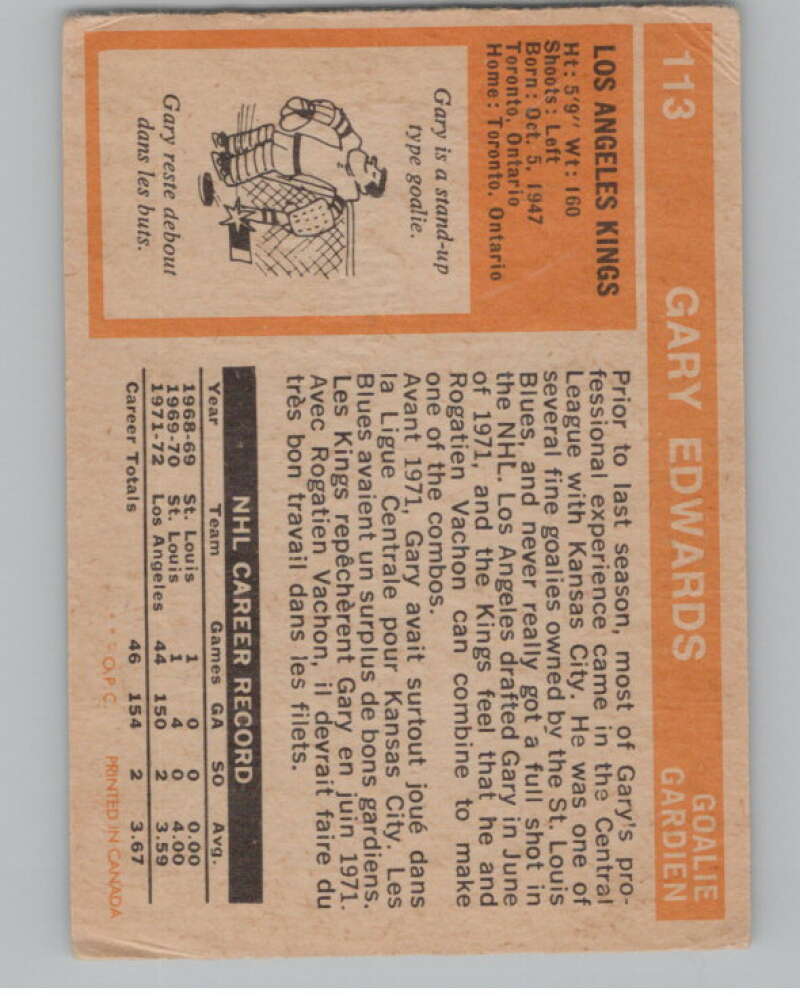 113 GARY EDWARDS GOALIE
GARDIEN
LOS ANGELES KINGS
Ht: 5'9" Wt: 160
Shoots: Left
Born: Oct. 5, 1947
Toronto, Ontario
Home: Toronto, Ontario
Gary is a stand-up
type goalie.
Gary reste debout
dans les buts.
Prior to last season, most of Gary's pro-
fessional experience came in the Central
League with Kansas City. He was one of
several fine goalies owned by the St. Louis
Blues, and never really got a full shot in
the NHL. Los Angeles drafted Gary in June
of 1971, and the Kings feel that he and
Rogatien Vachon can combine to make
one of the combos.
Avant 1971, Gary avait surtout joué dans
la Ligue Centrale pour Kansas City. Les
Blues avaient un surplus de bons gardiens.
Les Kings repêchèrent Gary en juin 1971.
Avec Rogatien Vachon, il devrait faire du
très bon travail dans les filets.
NHL CAREER RECORD
Year Team Games GA SO Avg.
1968-69 St. Louis 1 0 0 0.00
1969-70 St. Louis 1 4 0 4.00
1971-72 Los Angeles 44 150 2 3.59
Career Totals 46 154 2 3.67
* * © O.P.C. PRINTED IN CANADA